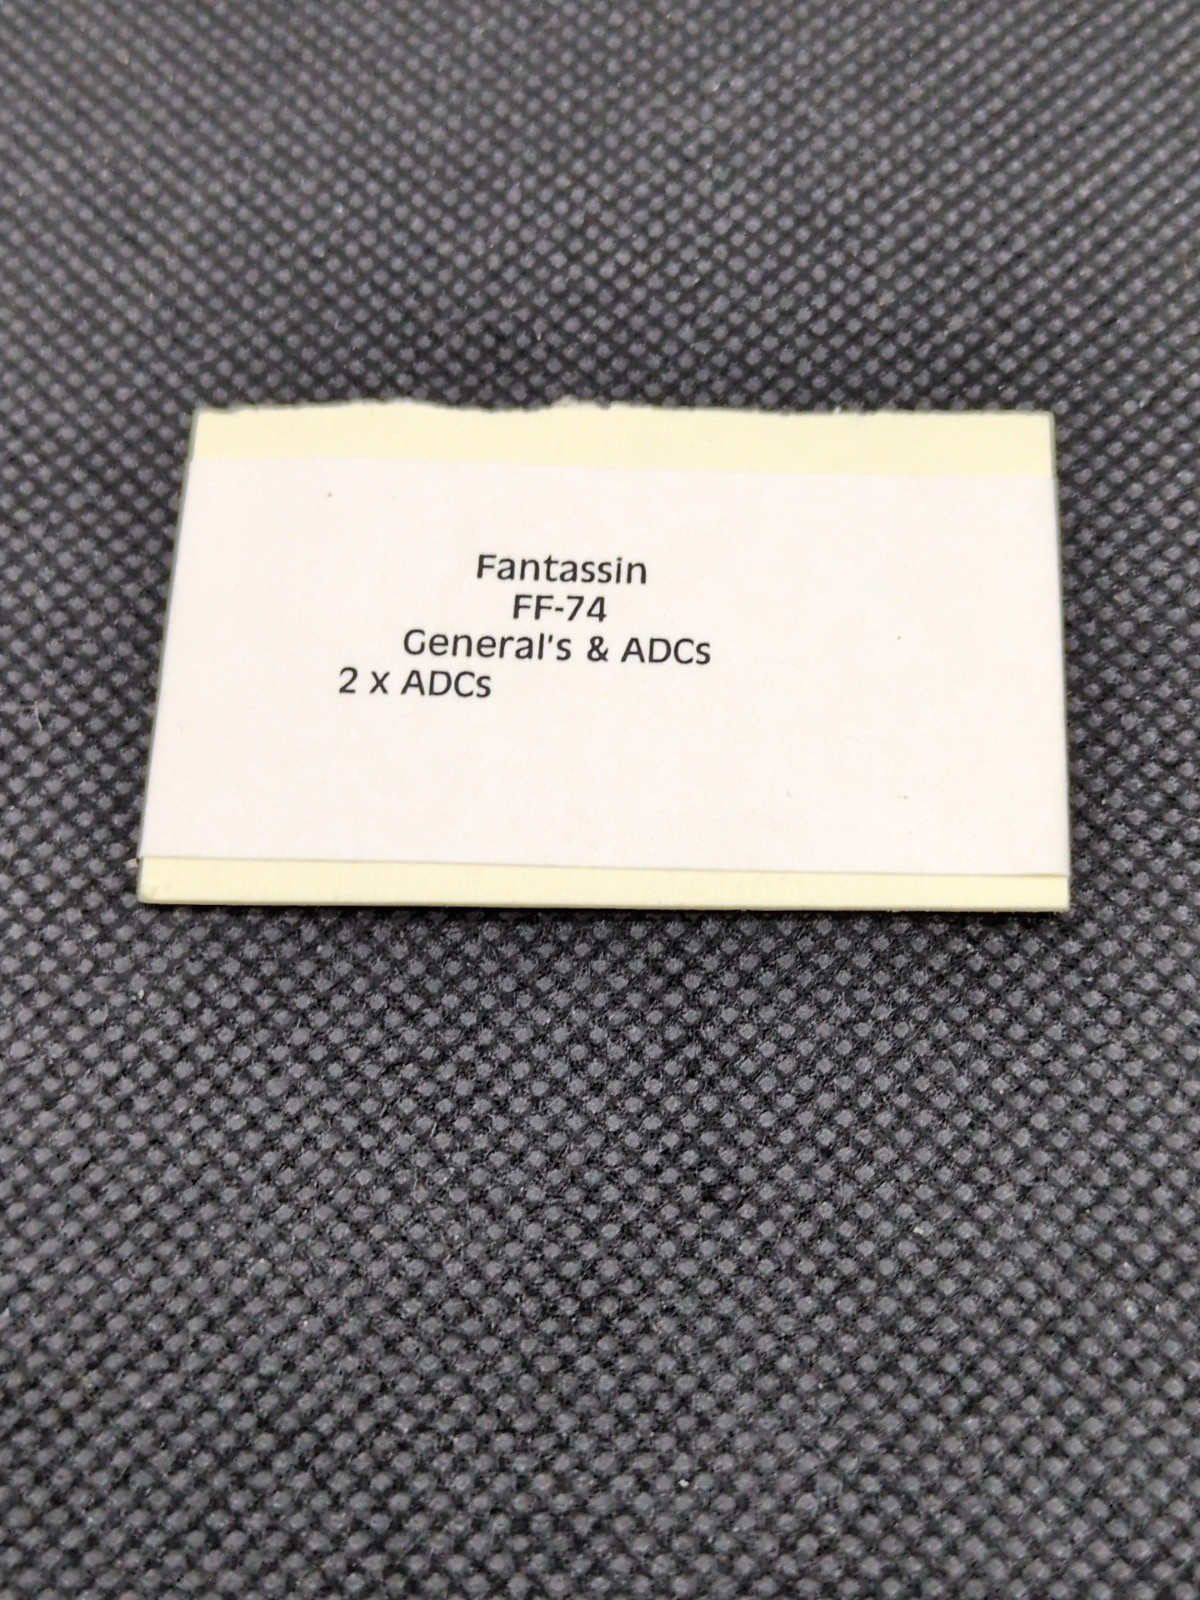 Fantassin
FF-74
General's & ADCs
2 x ADCs